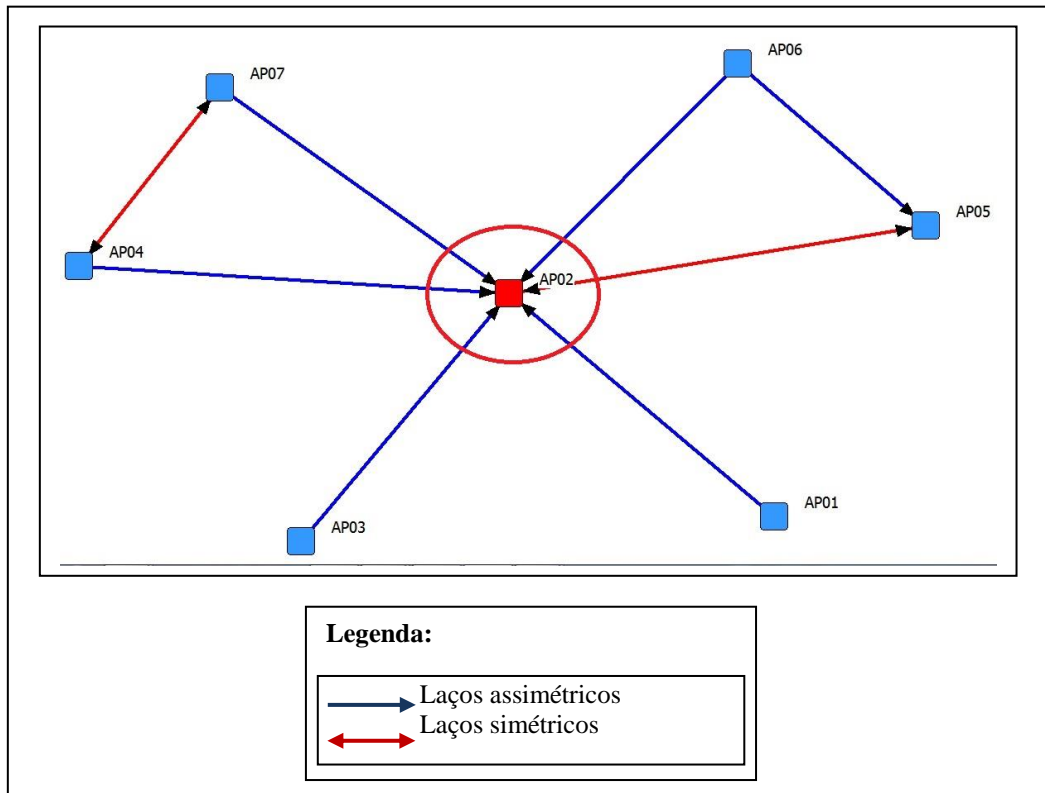 AP06
AP07
AP05
AP04
AP02
AP01
AP03
Legenda:
Laços assimétricos
Laços simétricos